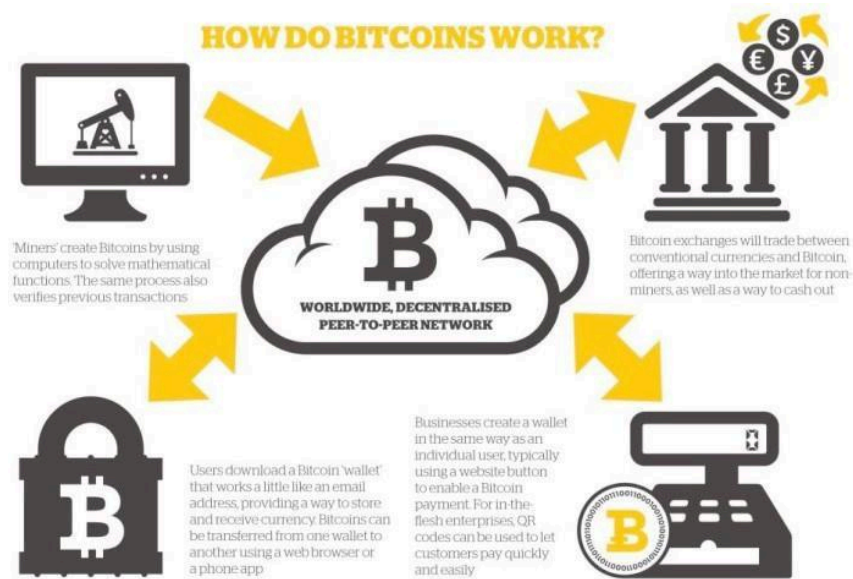 HOW DO BITCOINS WORK?
$
€
¥
£
'Miners' create Bitcoins by using
computers to solve mathematical
functions. The same process also
verifies previous transactions
WORLDWIDE, DECENTRALISED
PEER-TO-PEER NETWORK
Bitcoin exchanges will trade between
conventional currencies and Bitcoin,
offering a way into the market for non-
miners, as well as a way to cash out
Users download a Bitcoin 'wallet'
that works a little like an email
address, providing a way to store
and receive currency. Bitcoins can
be transferred from one wallet to
another using a web browser or
a phone app
Businesses create a wallet
in the same way as an
individual user, typically
using a website button
to enable a Bitcoin
payment. For in-the-
flesh enterprises, QR
codes can be used to let
customers pay quickly
and easily
0